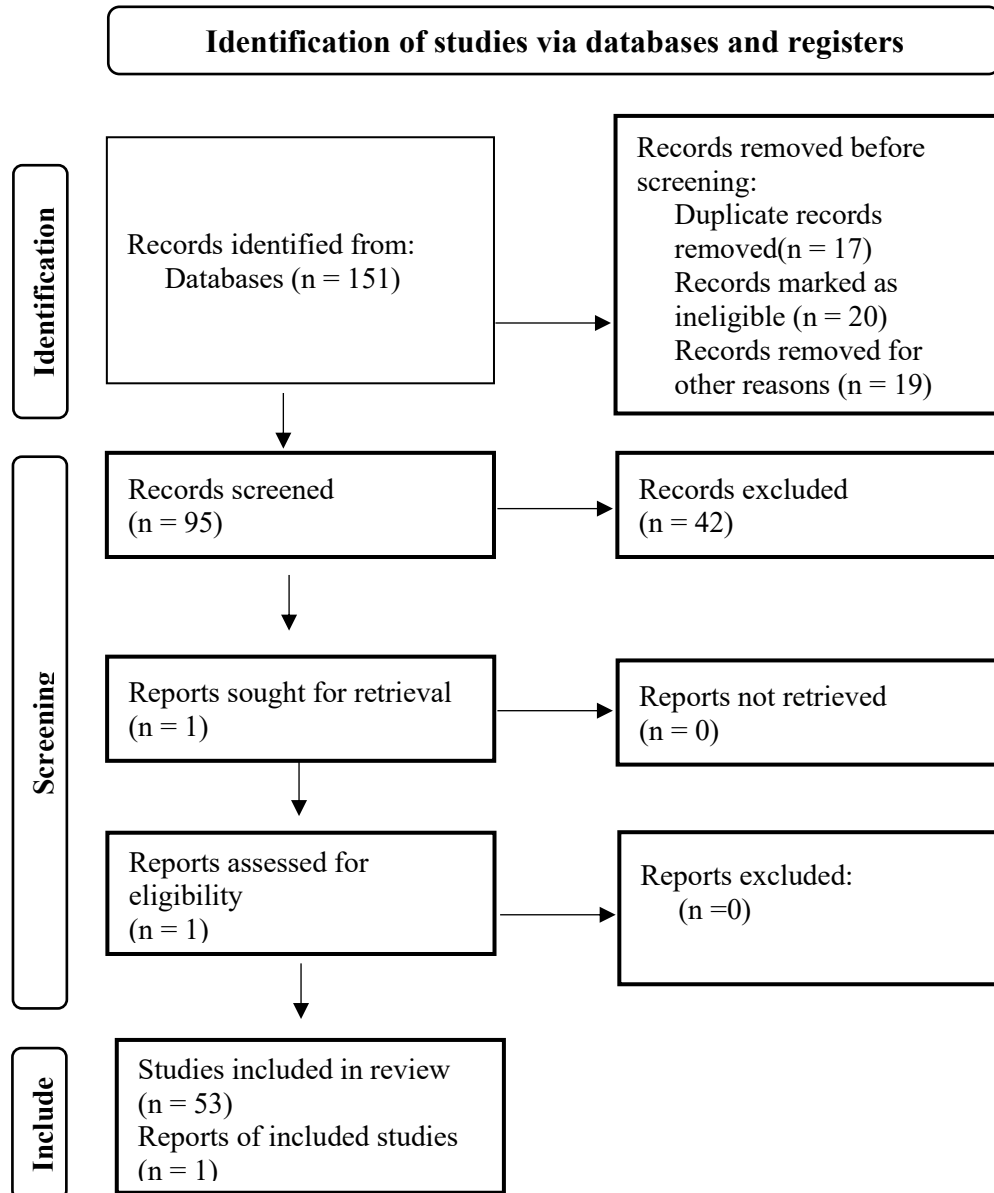 Identification of studies via databases and registers
Identification
Records identified from:
Databases (n = 151)
Records removed before
screening:
Duplicate records
removed(n = 17)
Records marked as
ineligible (n = 20)
Records removed for
other reasons (n = 19)
Screening
Records screened
(n = 95)
Records excluded
(n = 42)
Reports sought for retrieval
(n = 1)
Reports not retrieved
(n = 0)
Reports assessed for
eligibility
(n = 1)
Reports excluded:
(n =0)
Include
Studies included in review
(n = 53)
Reports of included studies
(n = 1)